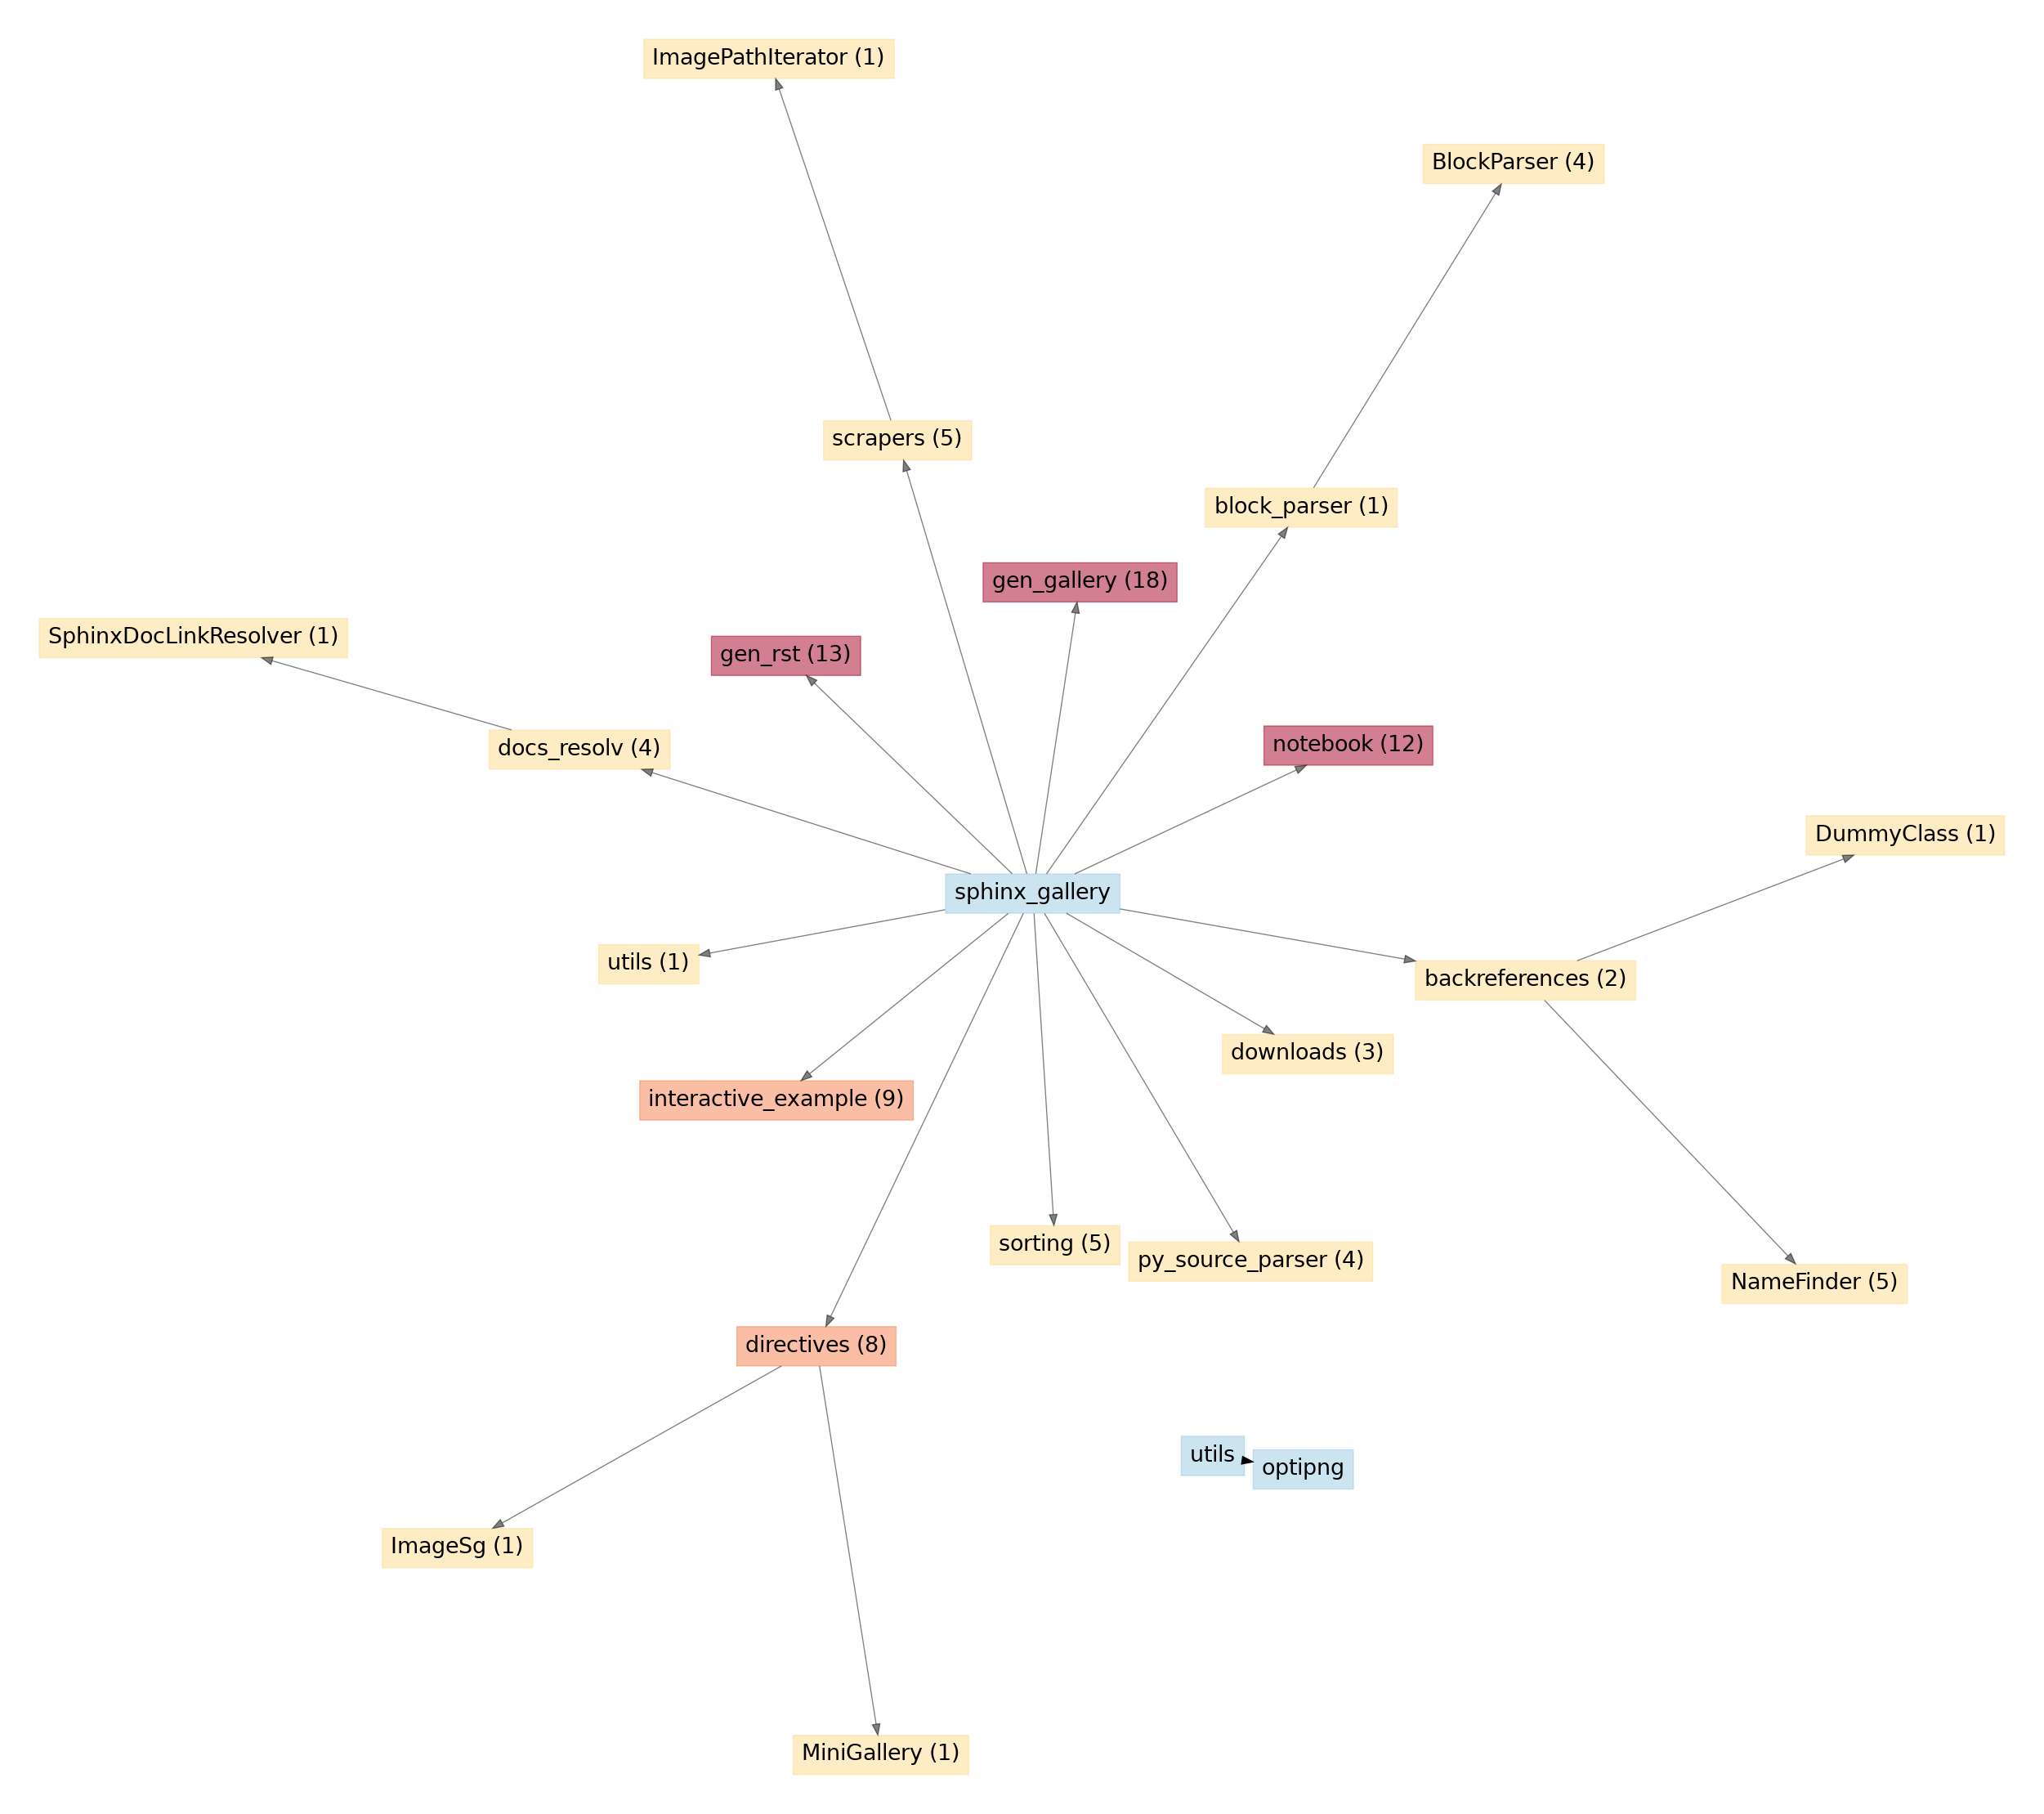 ImagePathIterator (1)
BlockParser (4)
scrapers (5)
block_parser (1)
gen_gallery (18)
SphinxDocLinkResolver (1)
gen_rst (13)
docs_resolv (4)
notebook (12)
DummyClass (1)
sphinx_gallery
utils (1)
backreferences (2)
downloads (3)
interactive_example (9)
sorting (5)
py_source_parser (4)
NameFinder (5)
directives (8)
utils
optipng
ImageSg (1)
MiniGallery (1)